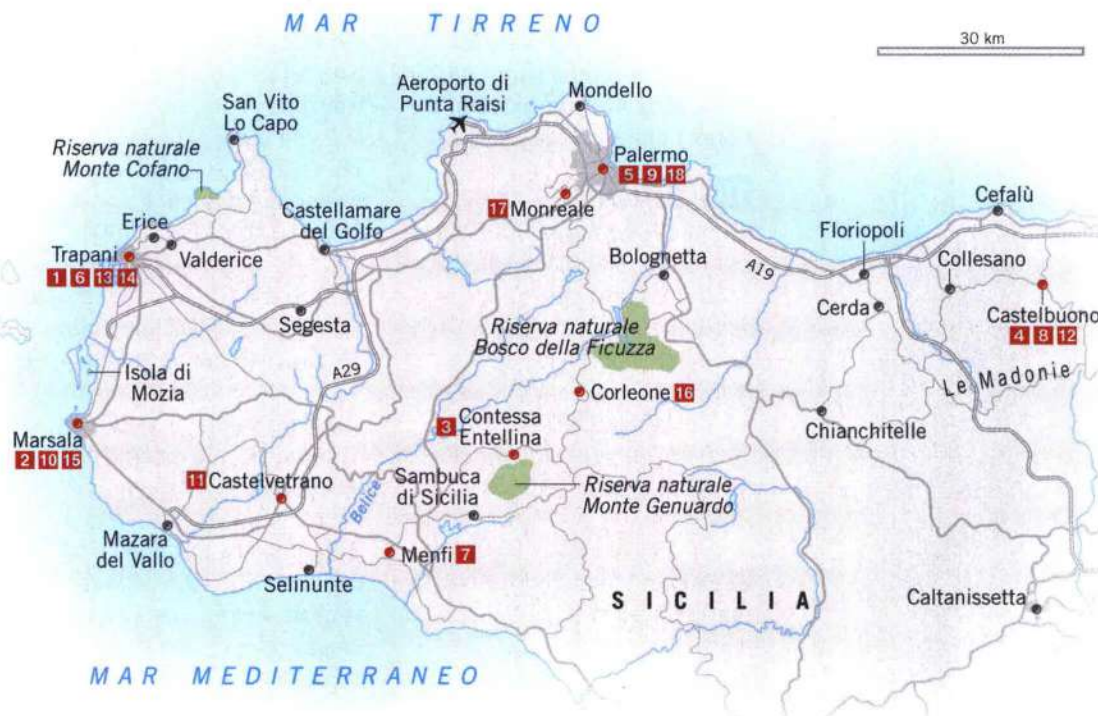 MAR TIRRENO
30 km
Aeroporto di
Punta Raisi
Mondello
San Vito
Lo Capo
Riserva naturale
Monte Cofano
Palermo
5 9 18
17 Monreale
Cefalù
Erice
Castellamare
del Golfo
Floriopoli
Trapani
1 6 13 14
Valderice
Bolognetta
A19
Collesano
Cerda
Castelbuono
4 8 12
Segesta
Riserva naturale
Bosco della Ficuzza
Le Madonie
Isola di
Mozia
A29
Corleone 16
3 Contessa
Entellina
Chianchitelle
Marsala
2 10 15
11 Castelvetrano
Sambuca
di Sicilia
Riserva naturale
Monte Genuardo
Belice
Mazara
del Vallo
Menfi 7
Selinunte
SICILIA
Caltanissetta
MAR MEDITERRANEO